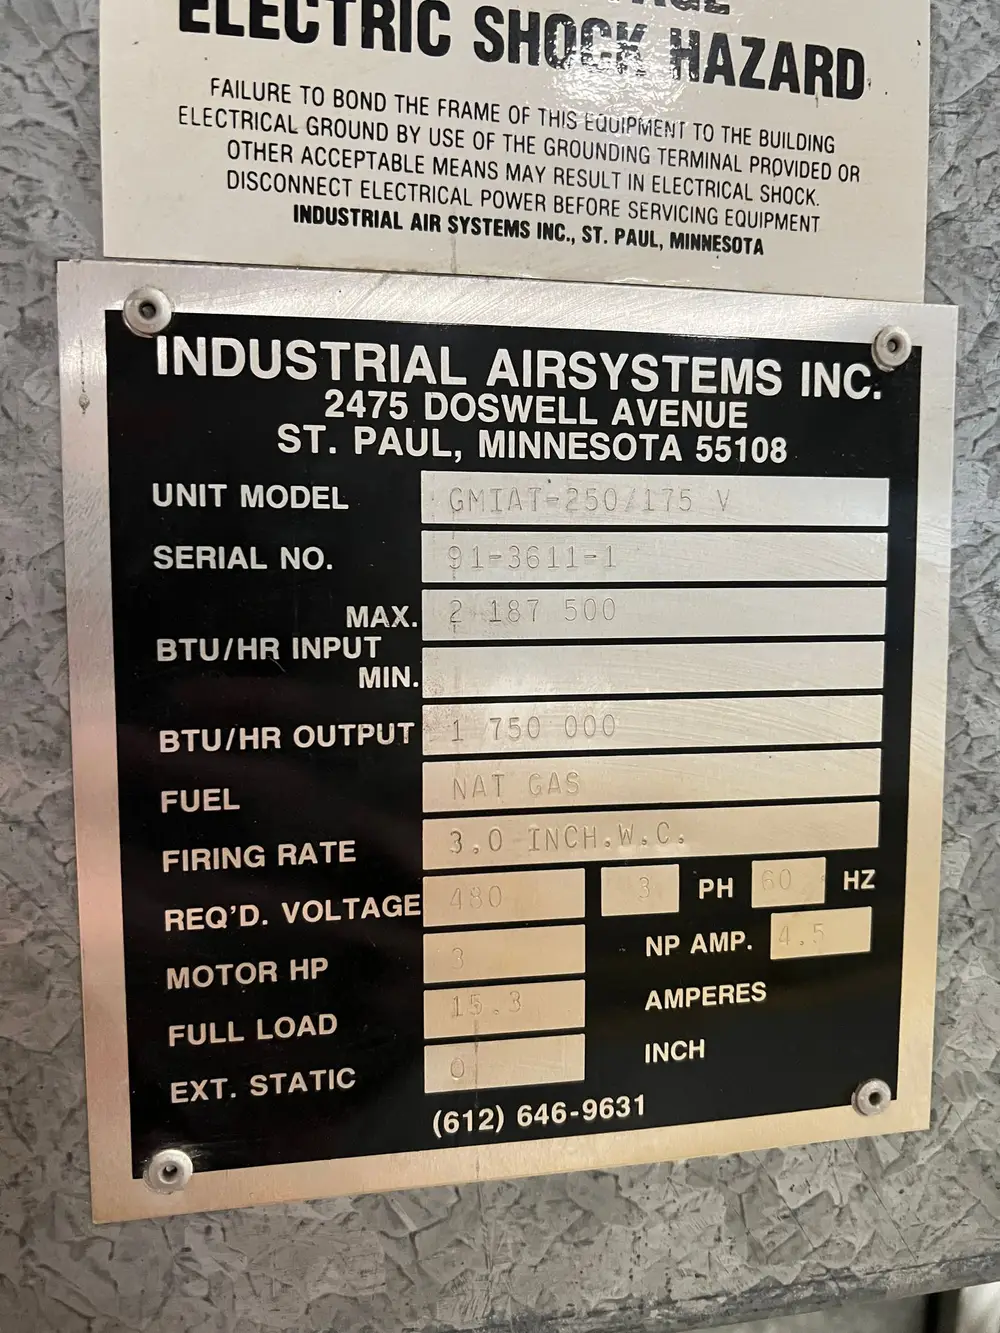 ELECTRIC SHOCK HAZARD
FAILURE TO BOND THE FRAME OF THIS EQUIPMENT TO THE BUILDING
ELECTRICAL GROUND BY USE OF THE GROUNDING TERMINAL PROVIDED OR
OTHER ACCEPTABLE MEANS MAY RESULT IN ELECTRICAL SHOCK.
DISCONNECT ELECTRICAL POWER BEFORE SERVICING EQUIPMENT
INDUSTRIAL AIR SYSTEMS INC., ST. PAUL, MINNESOTA
INDUSTRIAL AIRSYSTEMS INC.
2475 DOSWELL AVENUE
ST. PAUL, MINNESOTA 55108
UNIT MODEL GMIAT-250/175 V
SERIAL NO. 91-3611-1
MAX. 2 187 500
BTU/HR INPUT
MIN.
BTU/HR OUTPUT 1 750 000
FUEL NAT GAS
FIRING RATE 3.0 INCH.W.C.
REQ'D. VOLTAGE 480 3 PH 60 HZ
MOTOR HP 3 NP AMP. 4.5
FULL LOAD 15.3 AMPERES
EXT. STATIC 0 INCH
(612) 646-9631